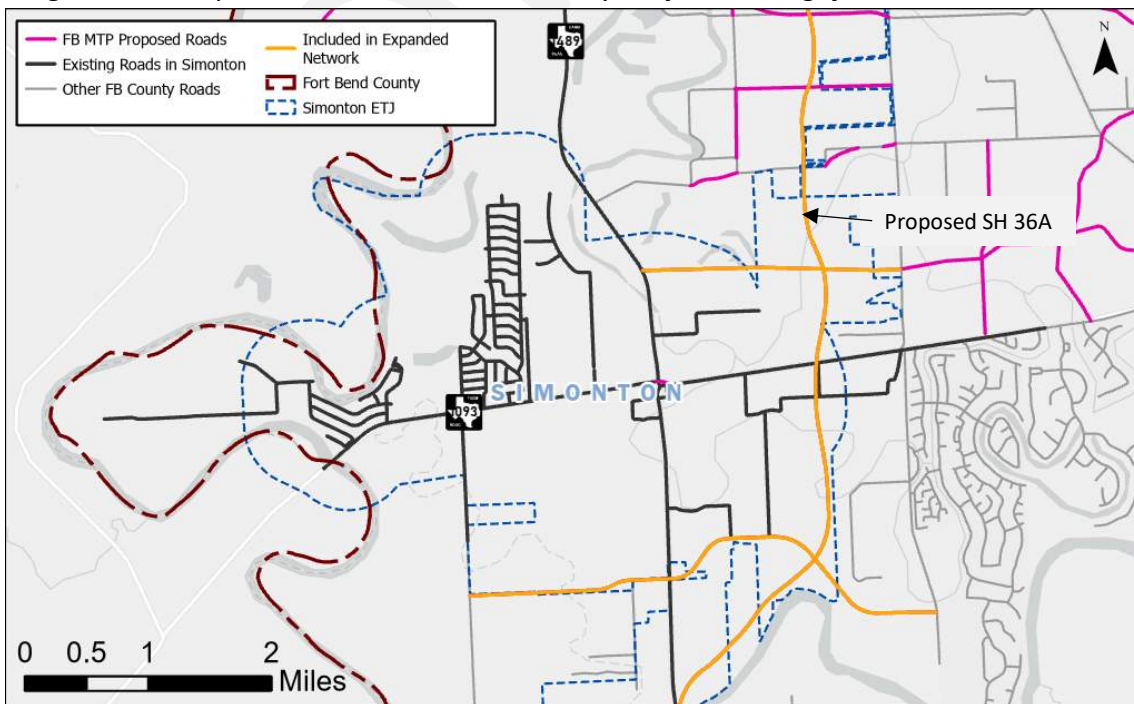 FB MTP Proposed Roads
Existing Roads in Simonton
Other FB County Roads
Included in Expanded
Network
Fort Bend County
Simonton ETJ
1489
N
Proposed SH 36A
SIMONTON
1093
ROAD
0 0.5 1 2
Miles